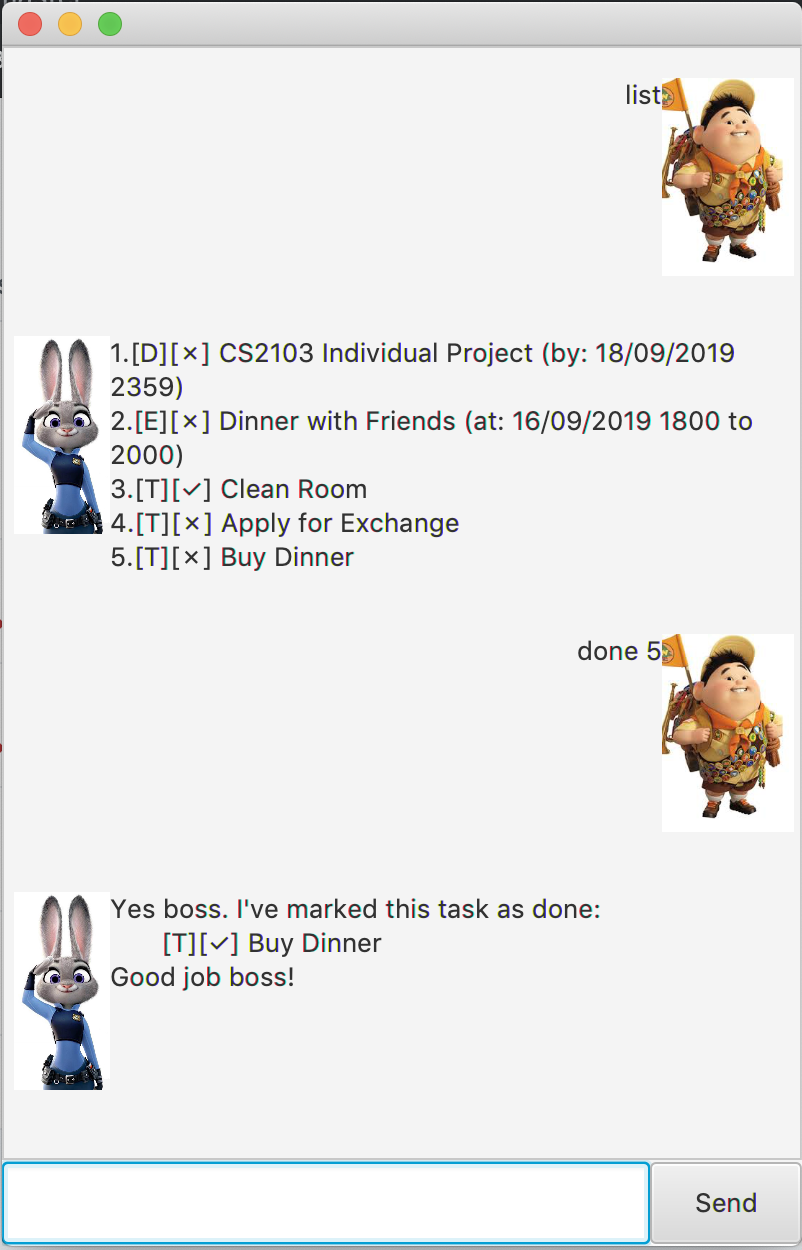 list
1.[D][×] CS2103 Individual Project (by: 18/09/2019
2359)
2.[E][×] Dinner with Friends (at: 16/09/2019 1800 to
2000)
3.[T][✓] Clean Room
4.[T][×] Apply for Exchange
5.[T][×] Buy Dinner
done 5
Yes boss. I've marked this task as done:
[T][✓] Buy Dinner
Good job boss!
Send